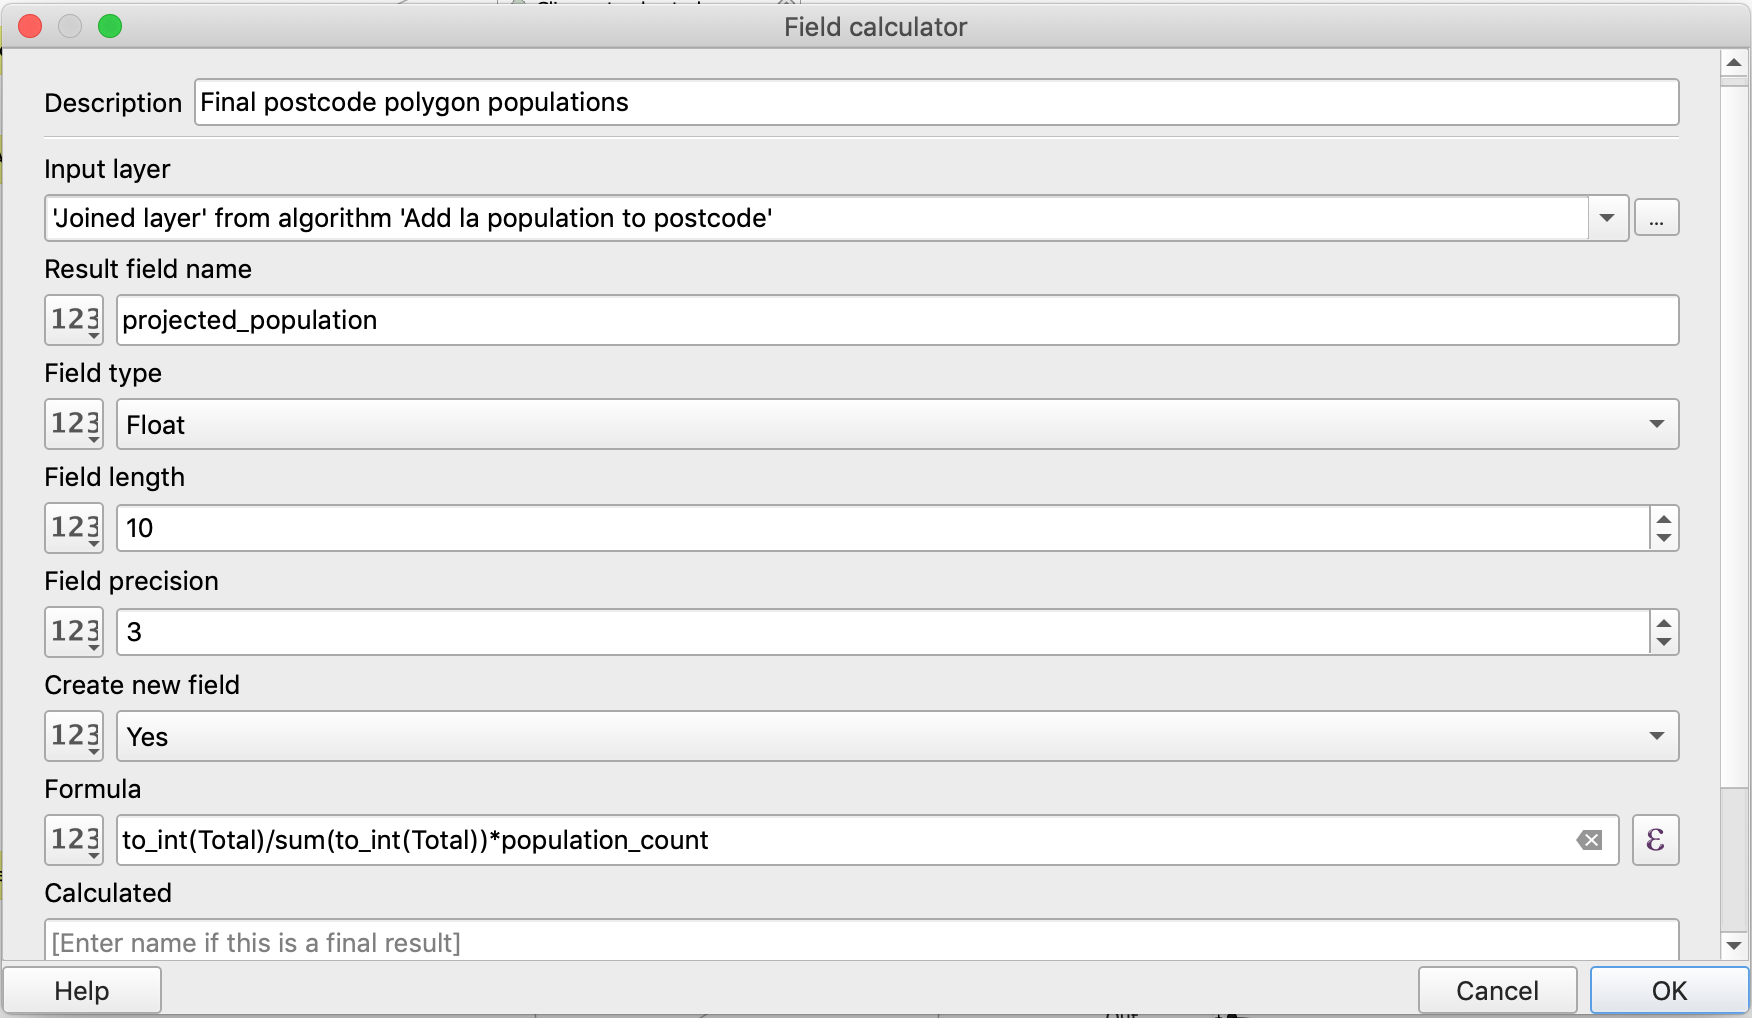 Field calculator
Description Final postcode polygon populations
Input layer
'Joined layer' from algorithm 'Add la population to postcode' ...
Result field name
123 projected_population
Field type
123 Float
Field length
123 10
Field precision
123 3
Create new field
123 Yes
Formula
123 to_int(Total)/sum(to_int(Total))*population_count ε
Calculated
[Enter name if this is a final result]
Help Cancel OK